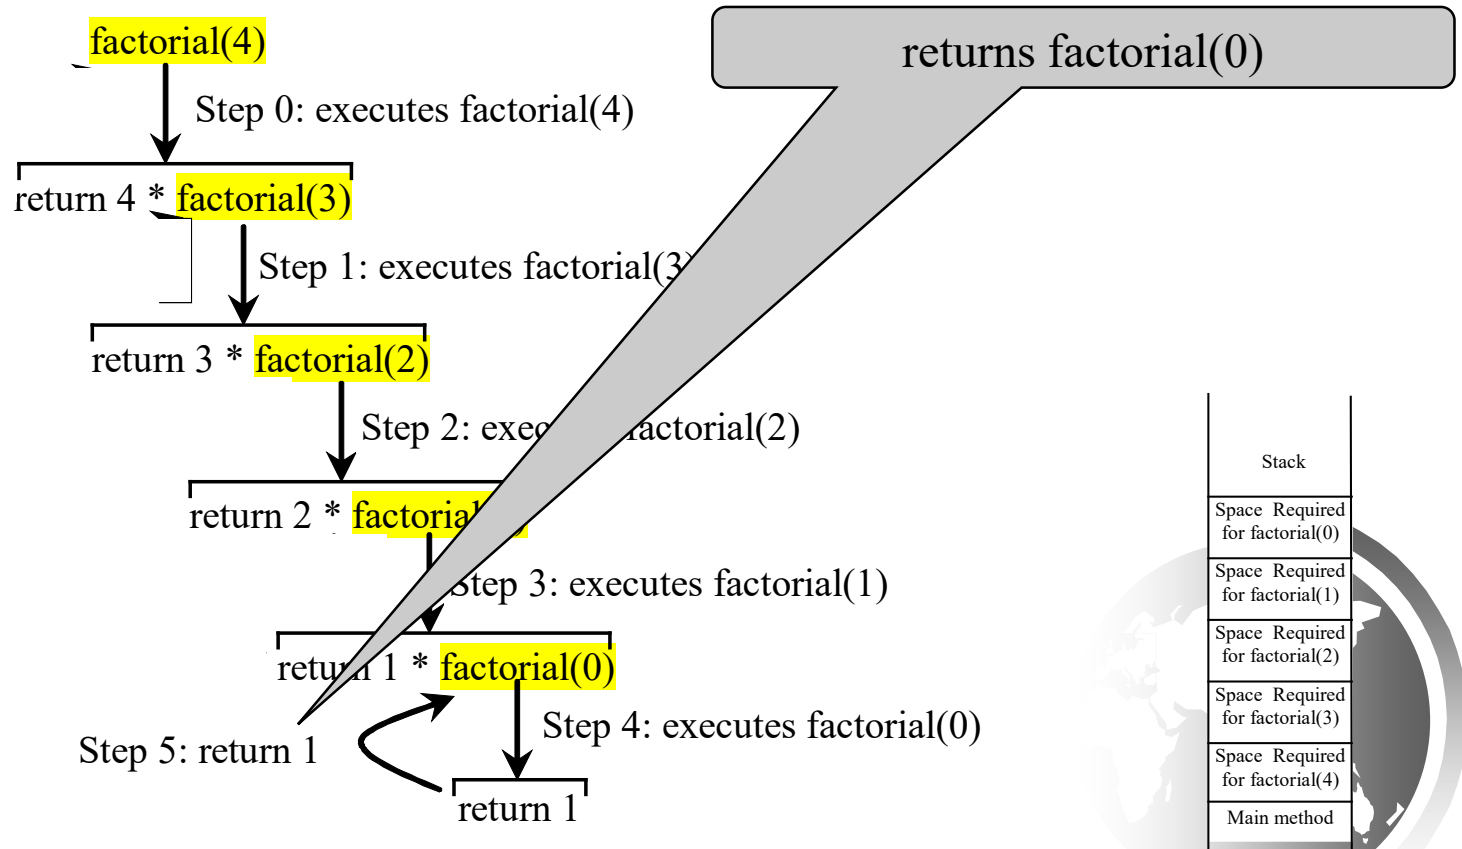 factorial(4)
returns factorial(0)
Step 0: executes factorial(4)
return 4 * factorial(3)
Step 1: executes factorial(3)
return 3 * factorial(2)
Step 2: exec factorial(2)
return 2 * factoria
Step 3: executes factorial(1)
return 1 * factorial(0)
Step 4: executes factorial(0)
Step 5: return 1
return 1
Stack
Space Required
for factorial(0)
Space Required
for factorial(1)
Space Required
for factorial(2)
Space Required
for factorial(3)
Space Required
for factorial(4)
Main method